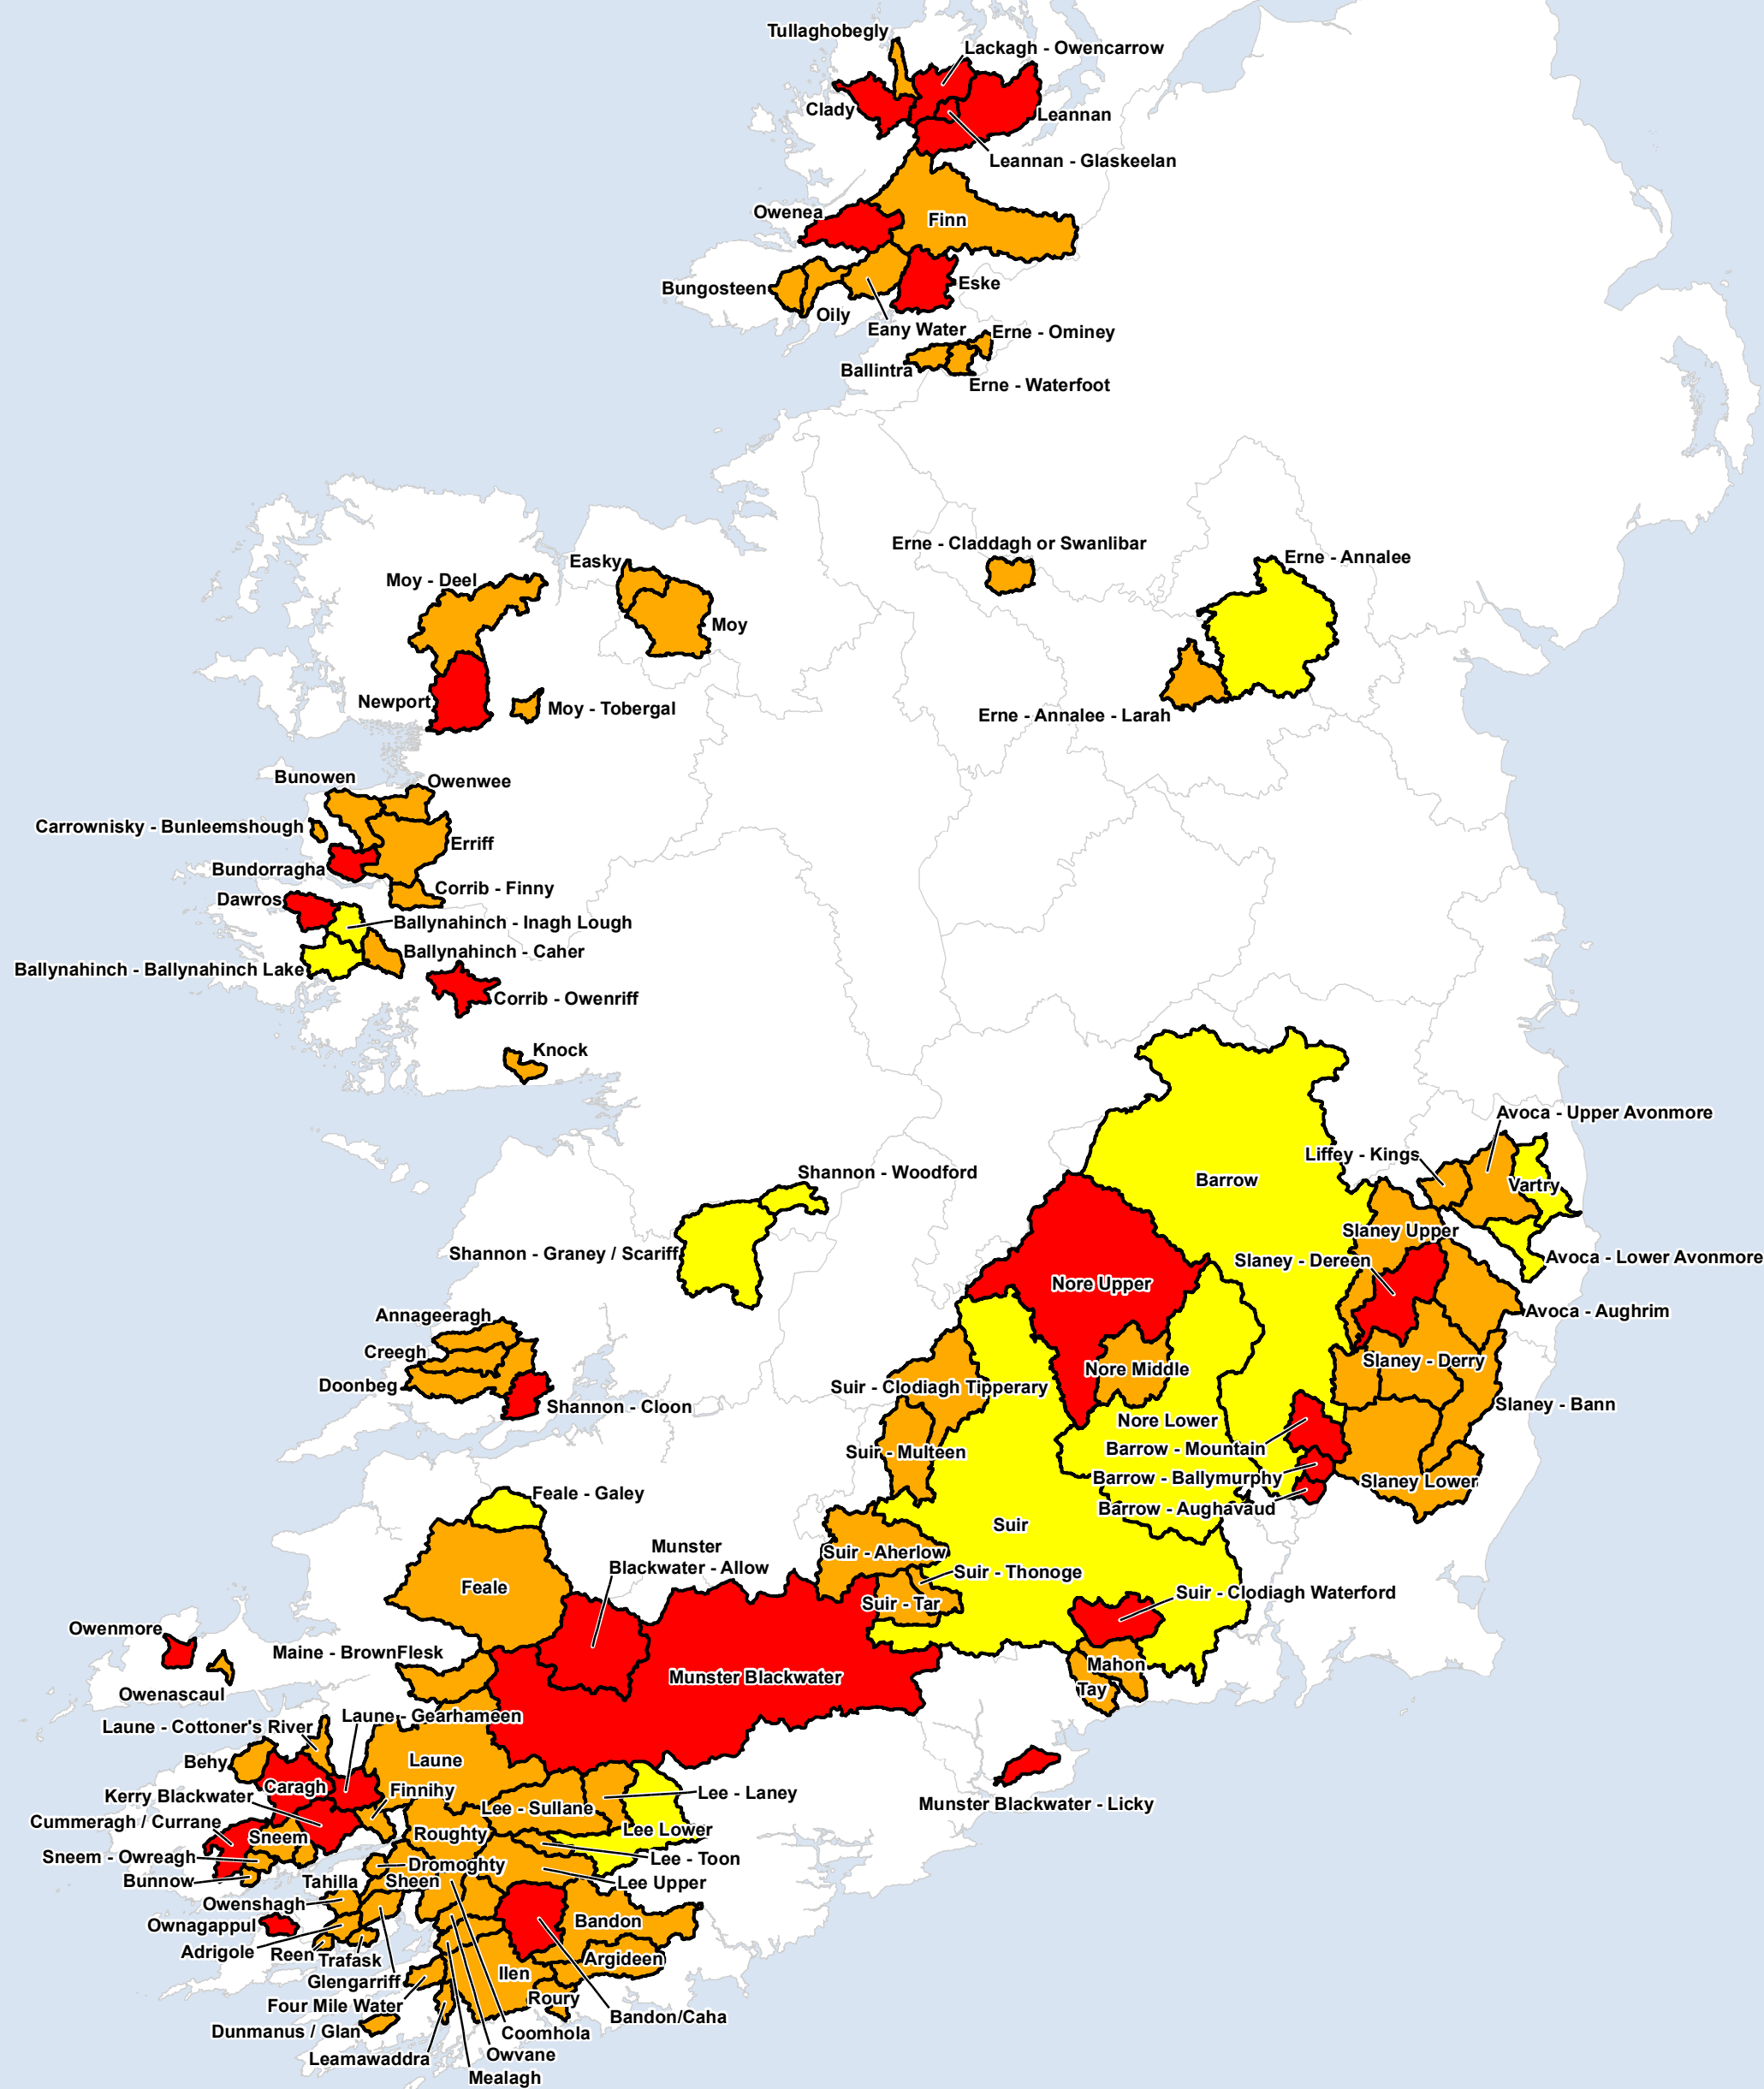 Tullaghobegly
Lackagh - Owencarrow
Clady
Leannan
Leannan - Glaskeelan
Owenea
Finn
Bungosteen
Eske
Oily
Eany Water
Erne - Ominey
Ballintra
Erne - Waterfoot
Erne - Claddagh or Swanlibar
Erne - Annalee
Easky
Moy - Deel
Moy
Newport
Moy - Tobergal
Erne - Annalee - Larah
Bunowen
Owenwee
Carrownisky - Bunleemshough
Erriff
Bundorragha
Corrib - Finny
Dawros
Ballynahinch - Inagh Lough
Ballynahinch - Caher
Ballynahinch - Ballynahinch Lake
Corrib - Owenriff
Knock
Avoca - Upper Avonmore
Liffey - Kings
Shannon - Woodford
Barrow
Vartry
Slaney Upper
Shannon - Graney / Scariff
Slaney - Dereen
Avoca - Lower Avonmore
Nore Upper
Annageeragh
Avoca - Aughrim
Creegh
Slaney - Derry
Nore Middle
Doonbeg
Suir - Clodiagh Tipperary
Shannon - Cloon
Slaney - Bann
Nore Lower
Barrow - Mountain
Suir - Multeen
Barrow - Ballymurphy
Slaney Lower
Feale - Galey
Barrow - Aughavaud
Suir
Munster
Blackwater - Allow
Suir - Aherlow
Suir - Thonoge
Feale
Suir - Clodiagh Waterford
Suir - Tar
Owenmore
Maine - BrownFlesk
Mahon
Munster Blackwater
Owenascaul
Tay
Laune - Gearhameen
Laune - Cottoner's River
Behy
Laune
Caragh
Finnihy
Kerry Blackwater
Lee - Laney
Munster Blackwater - Licky
Lee - Sullane
Cummeragh / Currane
Lee Lower
Roughty
Sneem
Sneem - Owreagh
Lee - Toon
Dromoghty
Bunnow
Tahilla
Sheen
Lee Upper
Owenshagh
Ownagappul
Bandon
Adrigole
Reen
Trafask
Argideen
Glengarriff
Ilen
Roury
Four Mile Water
Bandon/Caha
Dunmanus / Glan
Coomhola
Leamawaddra
Owvane
Mealagh